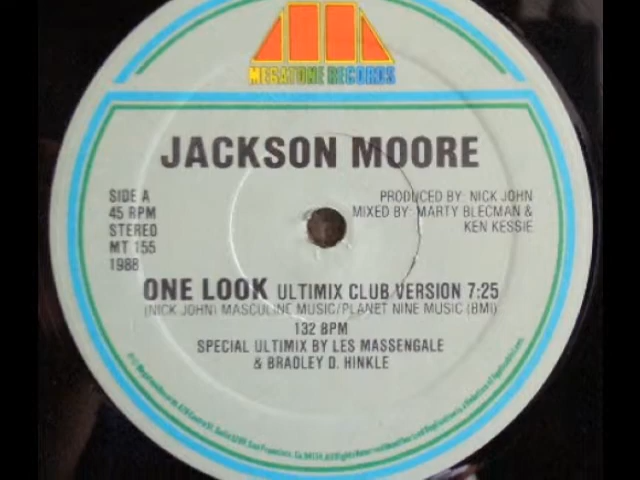 MEGATONE RECORDS
JACKSON MOORE
SIDE A
45 RPM
STEREO
MT 155
1988
PRODUCED BY: NICK JOHN
MIXED BY: MARTY BLECMAN &
KEN KESSIE
ONE LOOK ULTIMIX CLUB VERSION 7:25
(NICK JOHN) MASCULINE MUSIC/PLANET NINE MUSIC (BMI)
132 BPM
SPECIAL ULTIMIX BY LES MASSENGALE
& BRADLEY D. HINKLE